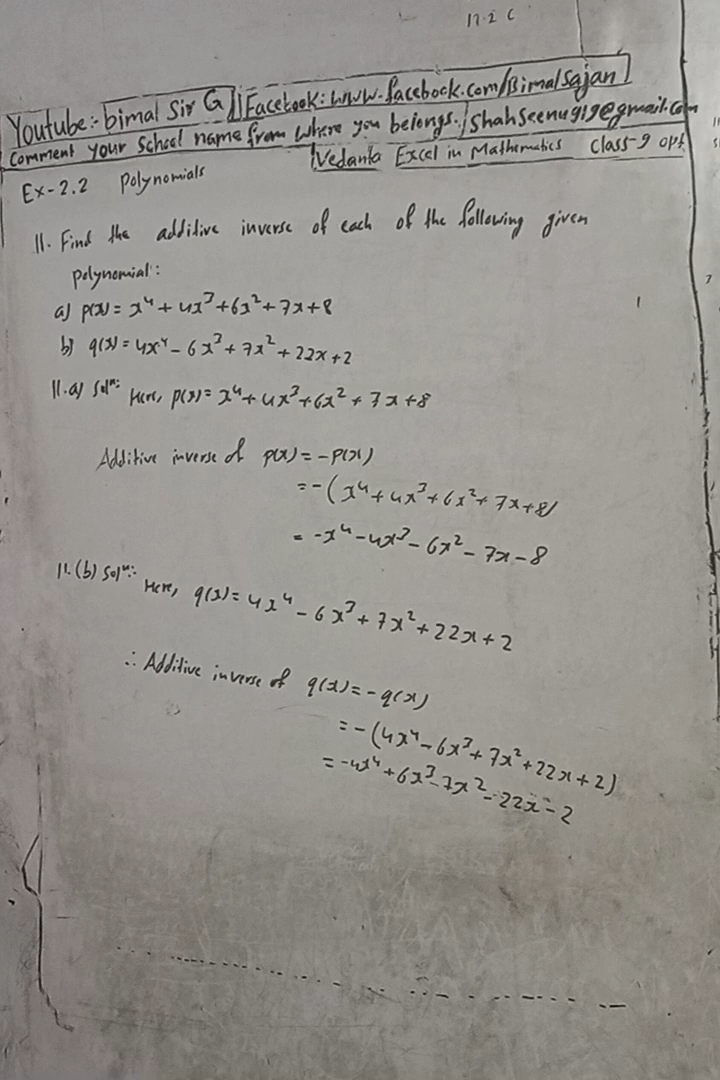 17.2 C
Youtube:- bimal Sir G || Facebook: www.facebook.com/Bimalsajan
Comment your School name from where you belongs. / Shahseenu919@gmail.com
Vedanta Excel in Mathematics Class-9 opt
Ex-2.2 Polynomials
11. Find the additive inverse of each of the following given
polynomial:
a) p(x) = x⁴ + 4x³ + 6x² + 7x + 8
b) q(x) = 4x⁴ - 6x³ + 7x² + 22x + 2
11.a) Solⁿ: Here, p(x) = x⁴ + 4x³ + 6x² + 7x + 8
Additive inverse of p(x) = -p(x)
= -(x⁴ + 4x³ + 6x² + 7x + 8)
= -x⁴ - 4x³ - 6x² - 7x - 8
11.(b) Solⁿ:- Here, q(x) = 4x⁴ - 6x³ + 7x² + 22x + 2
∴ Additive inverse of q(x) = -q(x)
= -(4x⁴ - 6x³ + 7x² + 22x + 2)
= -4x⁴ + 6x³ - 7x² - 22x - 2